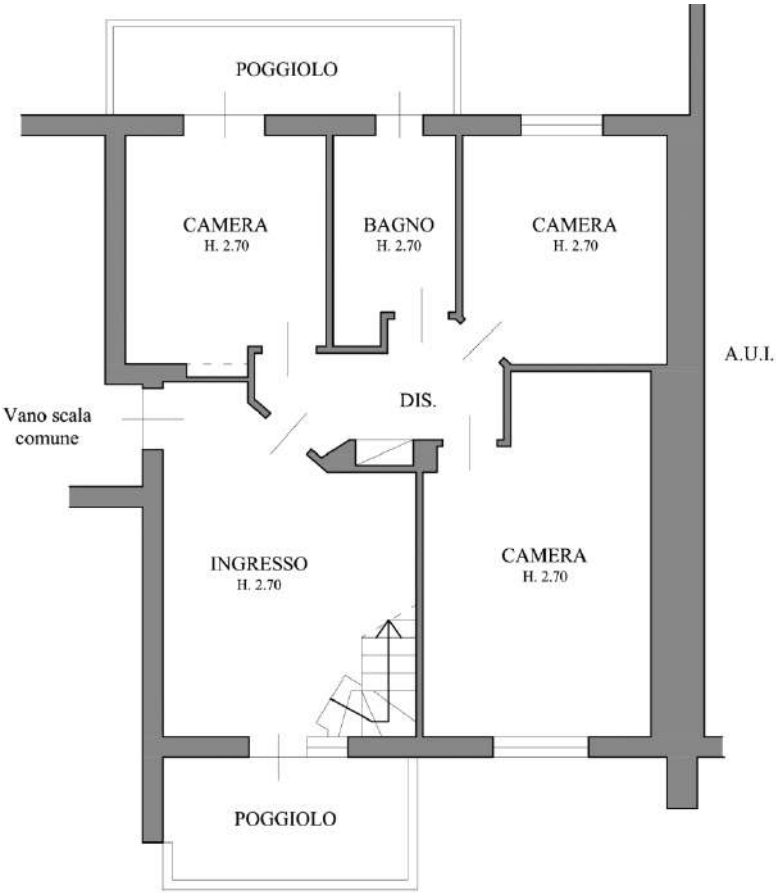 POGGIOLO
CAMERA
H. 2.70
BAGNO
H. 2.70
CAMERA
H. 2.70
A.U.I.
Vano scala
comune
DIS.
INGRESSO
H. 2.70
CAMERA
H. 2.70
POGGIOLO